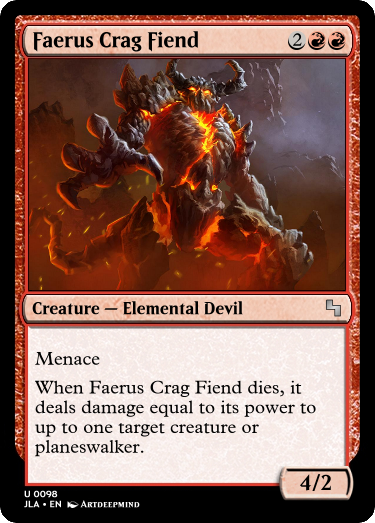 Faerus Crag Fiend 2
Creature — Elemental Devil
Menace
When Faerus Crag Fiend dies, it
deals damage equal to its power to
up to one target creature or
planeswalker.
4/2
U 0098
JLA • EN Artdeepmind